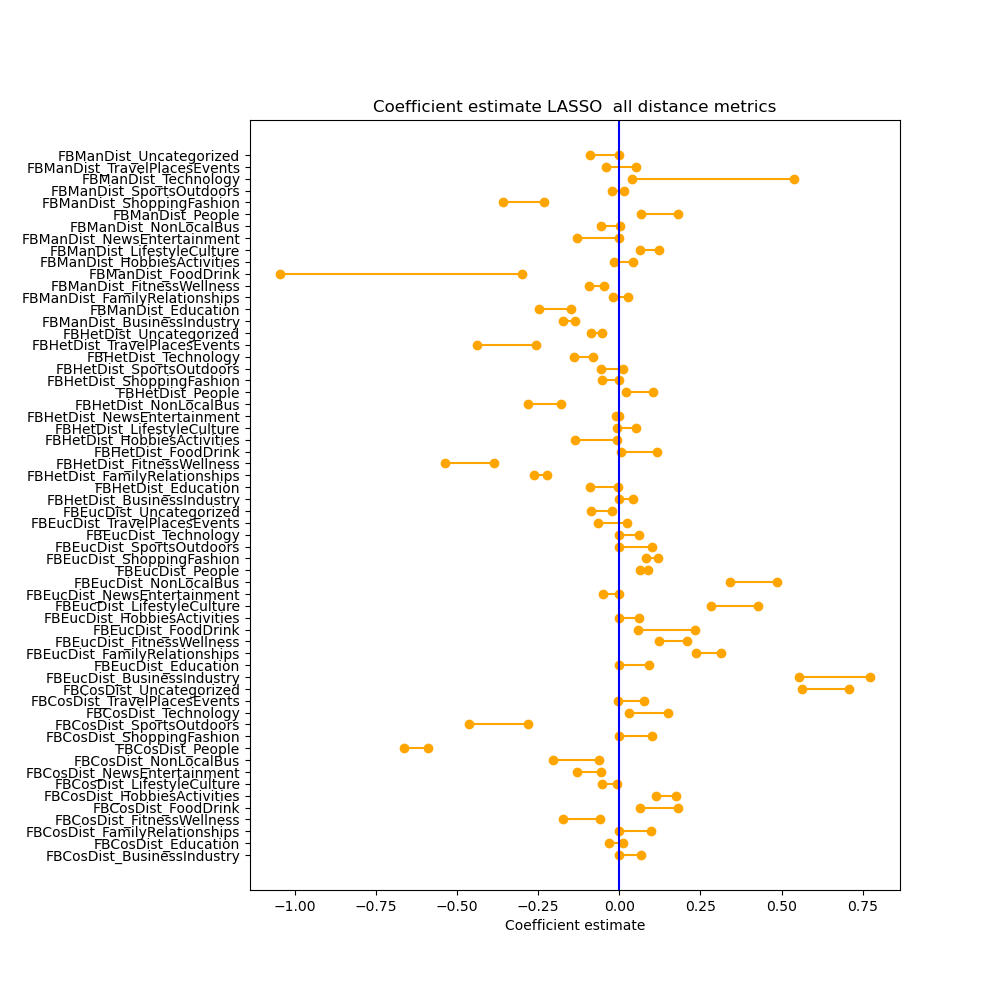 Coefficient estimate LASSO  all distance metrics
FBManDist_Uncategorized
FBManDist_TravelPlacesEvents
FBManDist_Technology
FBManDist_SportsOutdoors
FBManDist_ShoppingFashion
FBManDist_People
FBManDist_NonLocalBus
FBManDist_NewsEntertainment
FBManDist_LifestyleCulture
FBManDist_HobbiesActivities
FBManDist_FoodDrink
FBManDist_FitnessWellness
FBManDist_FamilyRelationships
FBManDist_Education
FBManDist_BusinessIndustry
FBHetDist_Uncategorized
FBHetDist_TravelPlacesEvents
FBHetDist_Technology
FBHetDist_SportsOutdoors
FBHetDist_ShoppingFashion
FBHetDist_People
FBHetDist_NonLocalBus
FBHetDist_NewsEntertainment
FBHetDist_LifestyleCulture
FBHetDist_HobbiesActivities
FBHetDist_FoodDrink
FBHetDist_FitnessWellness
FBHetDist_FamilyRelationships
FBHetDist_Education
FBHetDist_BusinessIndustry
FBEucDist_Uncategorized
FBEucDist_TravelPlacesEvents
FBEucDist_Technology
FBEucDist_SportsOutdoors
FBEucDist_ShoppingFashion
FBEucDist_People
FBEucDist_NonLocalBus
FBEucDist_NewsEntertainment
FBEucDist_LifestyleCulture
FBEucDist_HobbiesActivities
FBEucDist_FoodDrink
FBEucDist_FitnessWellness
FBEucDist_FamilyRelationships
FBEucDist_Education
FBEucDist_BusinessIndustry
FBCosDist_Uncategorized
FBCosDist_TravelPlacesEvents
FBCosDist_Technology
FBCosDist_SportsOutdoors
FBCosDist_ShoppingFashion
FBCosDist_People
FBCosDist_NonLocalBus
FBCosDist_NewsEntertainment
FBCosDist_LifestyleCulture
FBCosDist_HobbiesActivities
FBCosDist_FoodDrink
FBCosDist_FitnessWellness
FBCosDist_FamilyRelationships
FBCosDist_Education
FBCosDist_BusinessIndustry
−1.00 −0.75 −0.50 −0.25 0.00 0.25 0.50 0.75
Coefficient estimate